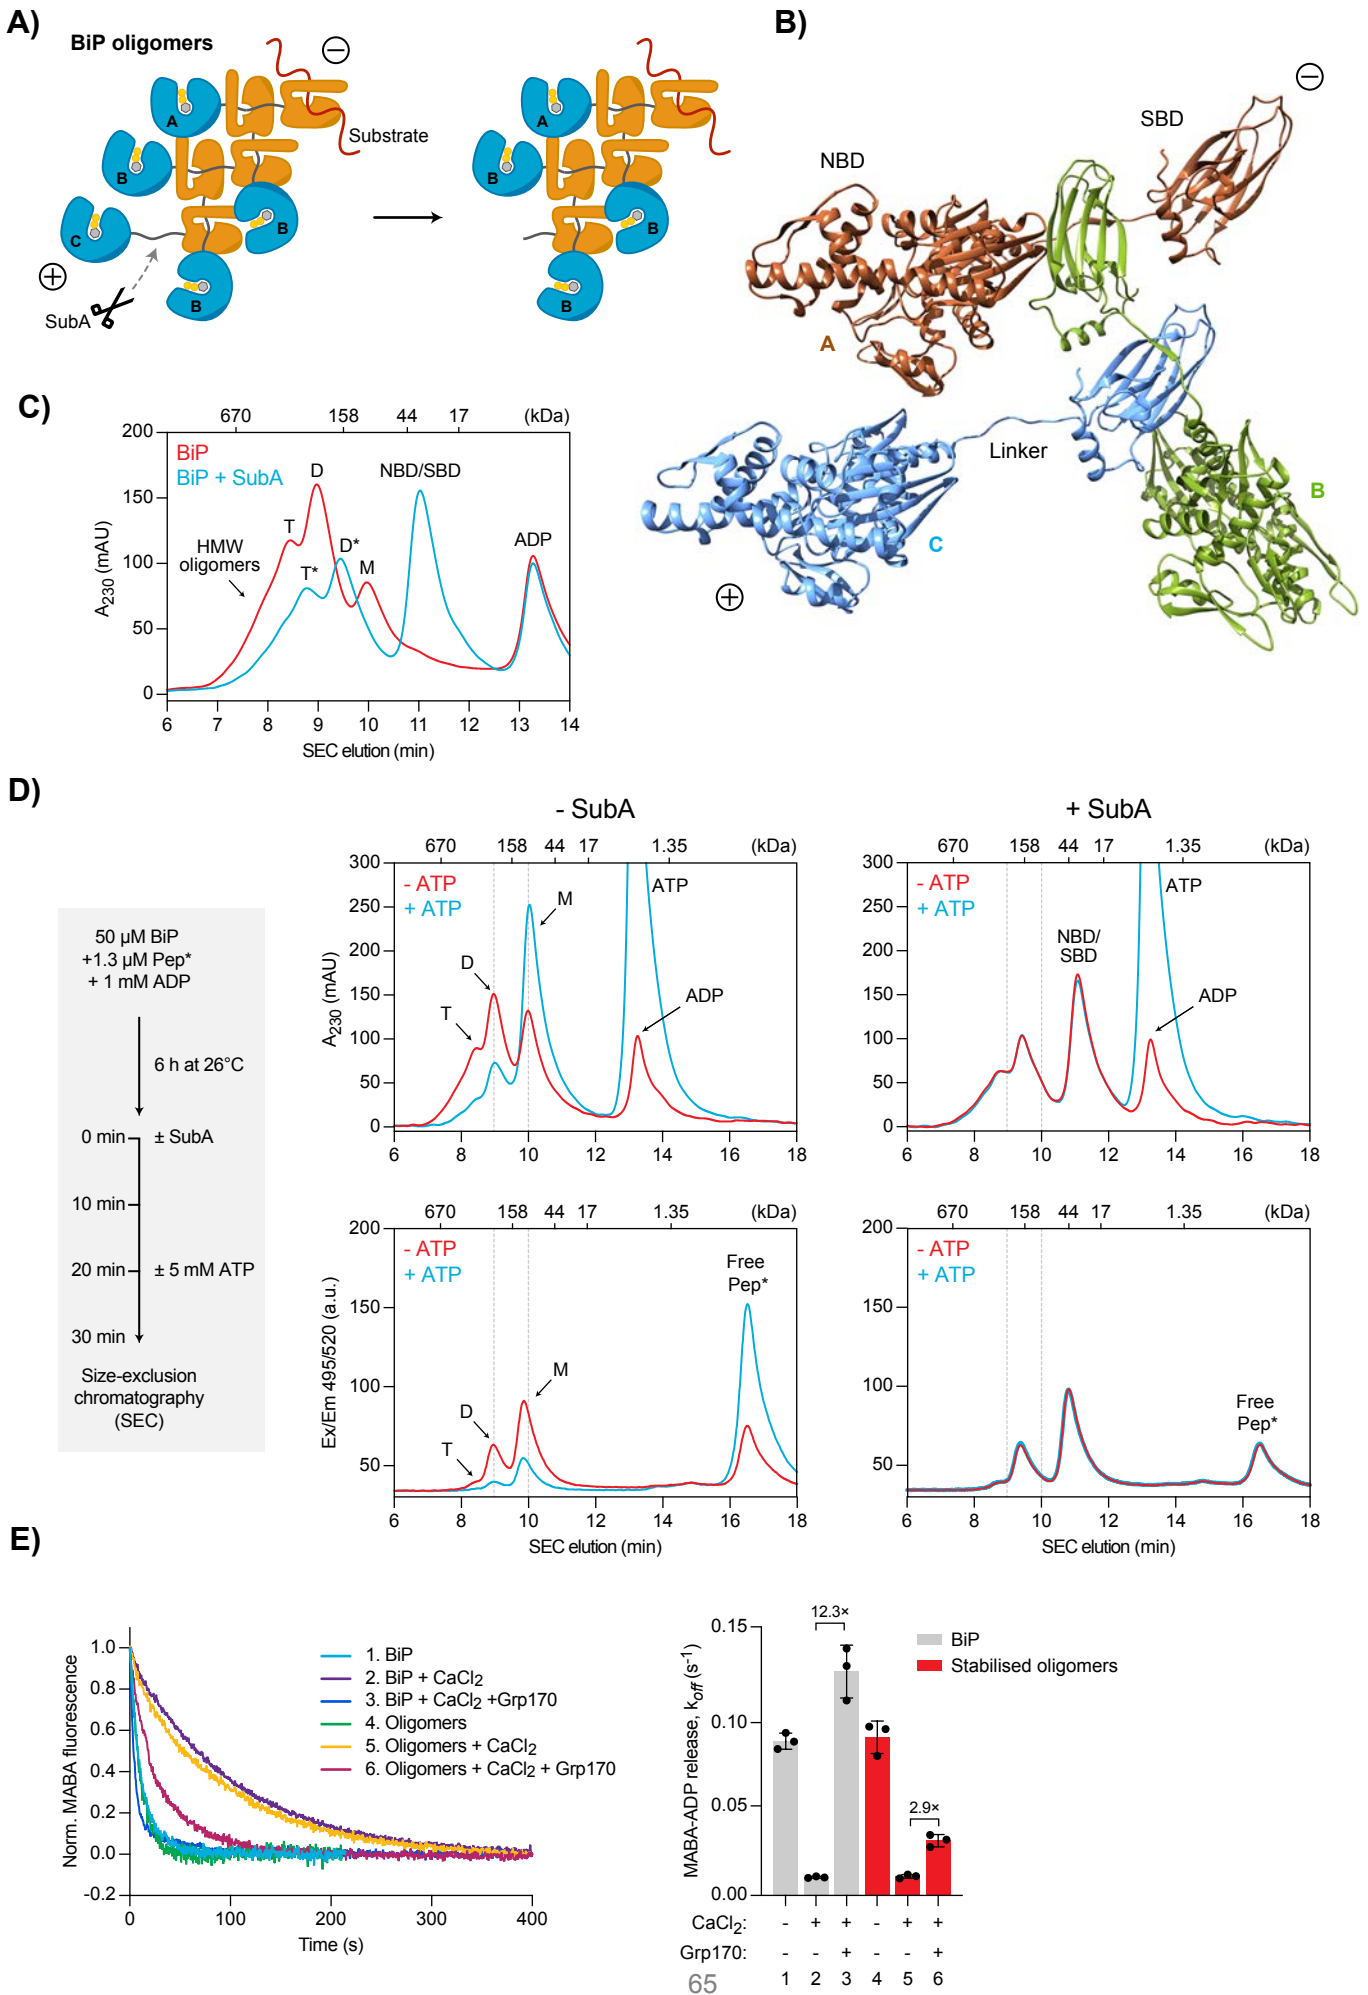 A)
BiP oligomers
−
A
Substrate
B
B
C
+
SubA
B
A
B
B
B
B)
−
SBD
NBD
A
Linker
B
C
+
C)
670 158 44 17 (kDa)
200
150
100
50
0
A230 (mAU)
BiP
BiP + SubA
D
NBD/SBD
T
D*
HMW
oligomers
T*
M
ADP
6 7 8 9 10 11 12 13 14
SEC elution (min)
D)
50 µM BiP
+1.3 µM Pep*
+ 1 mM ADP
6 h at 26°C
0 min ± SubA
10 min
20 min ± 5 mM ATP
30 min
Size-exclusion
chromatography
(SEC)
- SubA
670 158 44 17 1.35 (kDa)
300
250
200
150
100
50
0
A230 (mAU)
- ATP
+ ATP
ATP
M
D
T
ADP
6 8 10 12 14 16 18
+ SubA
670 158 44 17 1.35 (kDa)
300
250
200
150
100
50
0
- ATP
+ ATP
ATP
NBD/
SBD
ADP
6 8 10 12 14 16 18
670 158 44 17 1.35 (kDa)
200
150
100
50
Ex/Em 495/520 (a.u.)
- ATP
+ ATP
Free
Pep*
M
D
T
6 8 10 12 14 16 18
SEC elution (min)
670 158 44 17 1.35 (kDa)
200
150
100
50
- ATP
+ ATP
Free
Pep*
6 8 10 12 14 16 18
SEC elution (min)
E)
1.0
0.8
0.6
0.4
0.2
0.0
-0.2
Norm. MABA fluorescence
1. BiP
2. BiP + CaCl2
3. BiP + CaCl2 +Grp170
4. Oligomers
5. Oligomers + CaCl2
6. Oligomers + CaCl2 + Grp170
0 100 200 300 400
Time (s)
0.15
0.10
0.05
0.00
MABA-ADP release, koff (s-1)
12.3×
2.9×
BiP
Stabilised oligomers
CaCl2: - + + - + +
Grp170: - - + - - +
1 2 3 4 5 6
65